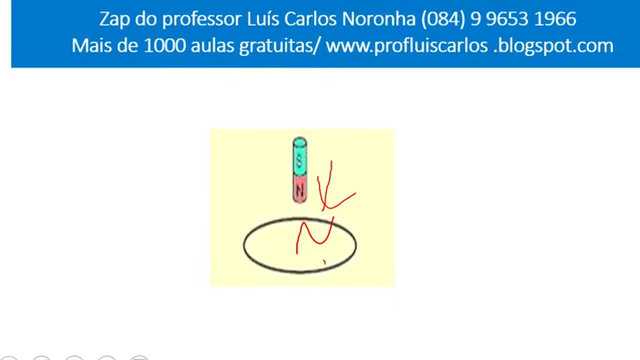 Zap do professor Luís Carlos Noronha (084) 9 9653 1966
Mais de 1000 aulas gratuitas/ www.profluiscarlos .blogspot.com
S
N
N